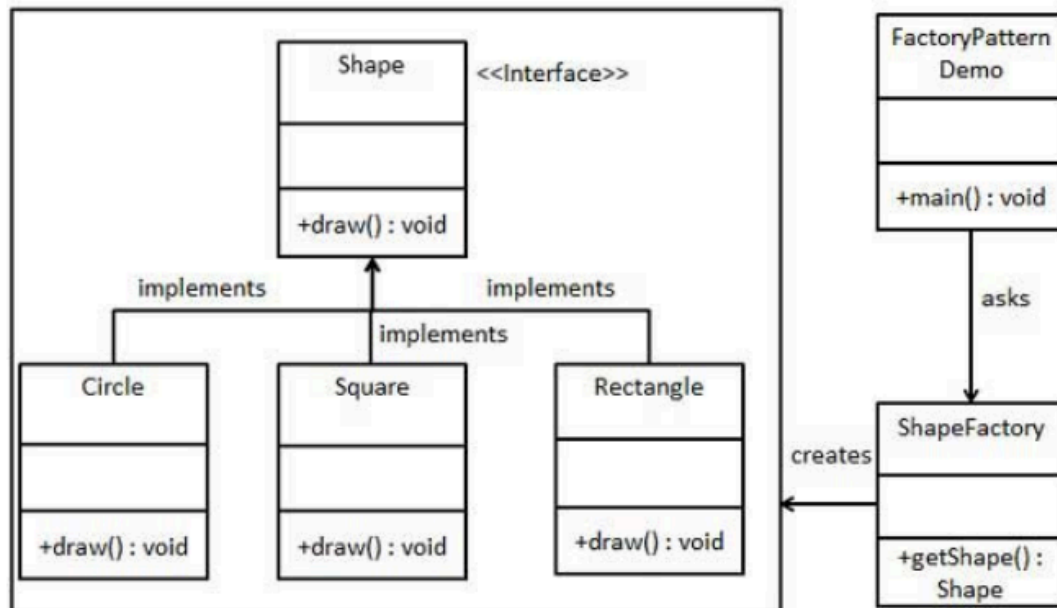 Shape
<<Interface>>
+draw() : void
implements
implements
implements
Circle
+draw() : void
Square
+draw() : void
Rectangle
+draw() : void
FactoryPattern
Demo
+main() : void
asks
ShapeFactory
+getShape() :
Shape
creates